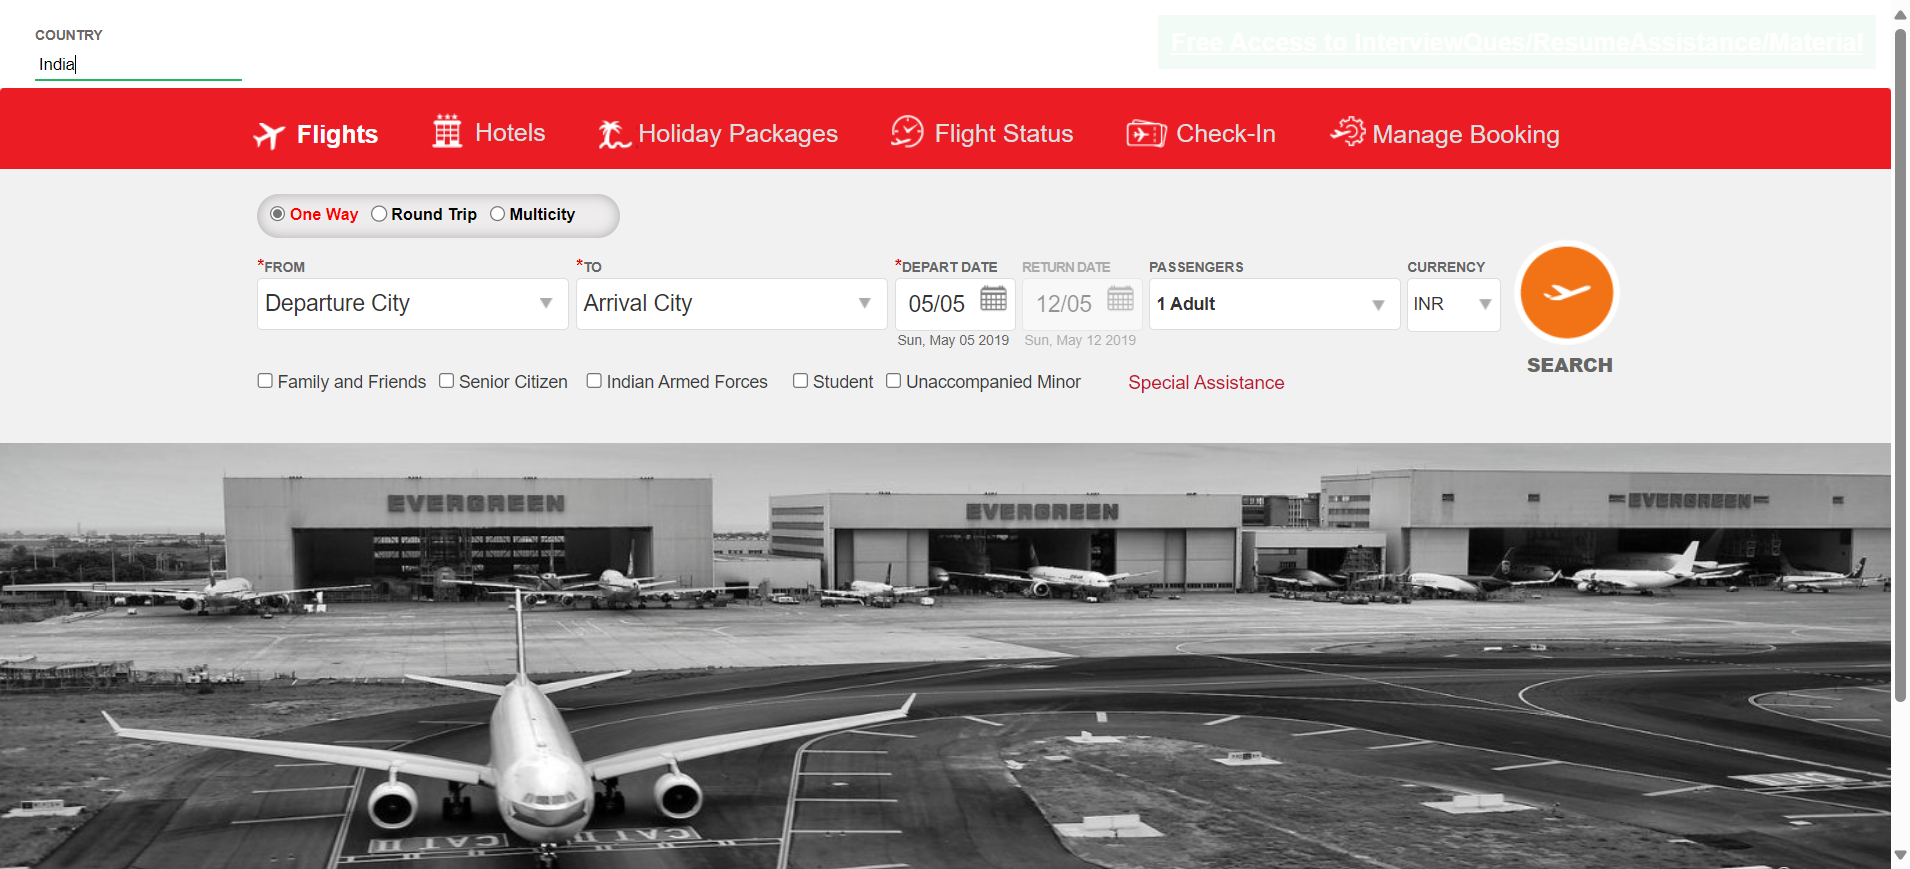 COUNTRY
India
Free Access to InterviewQues/ResumeAssistance/Material
Flights
Hotels
Holiday Packages
Flight Status
Check-In
Manage Booking
One Way
Round Trip
Multicity
*FROM
*TO
*DEPART DATE
RETURN DATE
PASSENGERS
CURRENCY
Departure City
Arrival City
05/05
12/05
1 Adult
INR
Sun, May 05 2019
Sun, May 12 2019
SEARCH
Family and Friends
Senior Citizen
Indian Armed Forces
Student
Unaccompanied Minor
Special Assistance
EVERGREEN
EVERGREEN
EVERGREEN
CAT II
CAT II